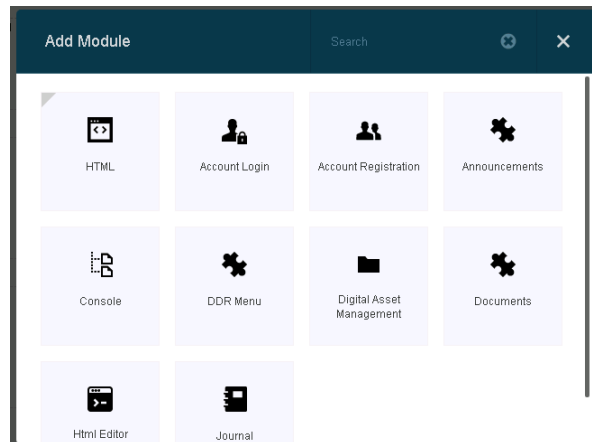 Add Module
Search
HTML
Account Login
Account Registration
Announcements
Console
DDR Menu
Digital Asset
Management
Documents
Html Editor
Journal